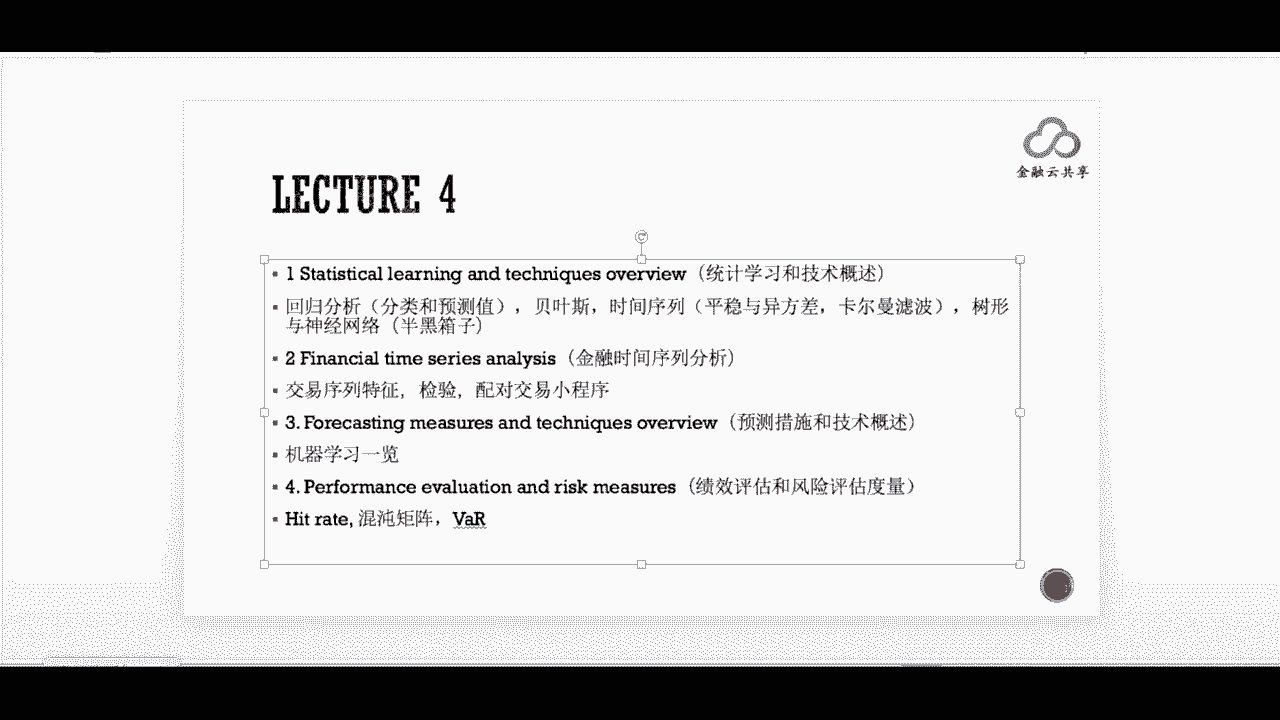 金融云共享
LECTURE 4
▪ 1 Statistical learning and techniques overview（统计学习和技术概述）
▪ 回归分析（分类和预测值），贝叶斯，时间序列（平稳与异方差，卡尔曼滤波），树形
与神经网络（半黑箱子）
▪ 2 Financial time series analysis（金融时间序列分析）
▪ 交易序列特征，检验，配对交易小程序
▪ 3. Forecasting measures and techniques overview（预测措施和技术概述）
▪ 机器学习一览
▪ 4. Performance evaluation and risk measures（绩效评估和风险评估度量）
▪ Hit rate, 混沌矩阵，VaR